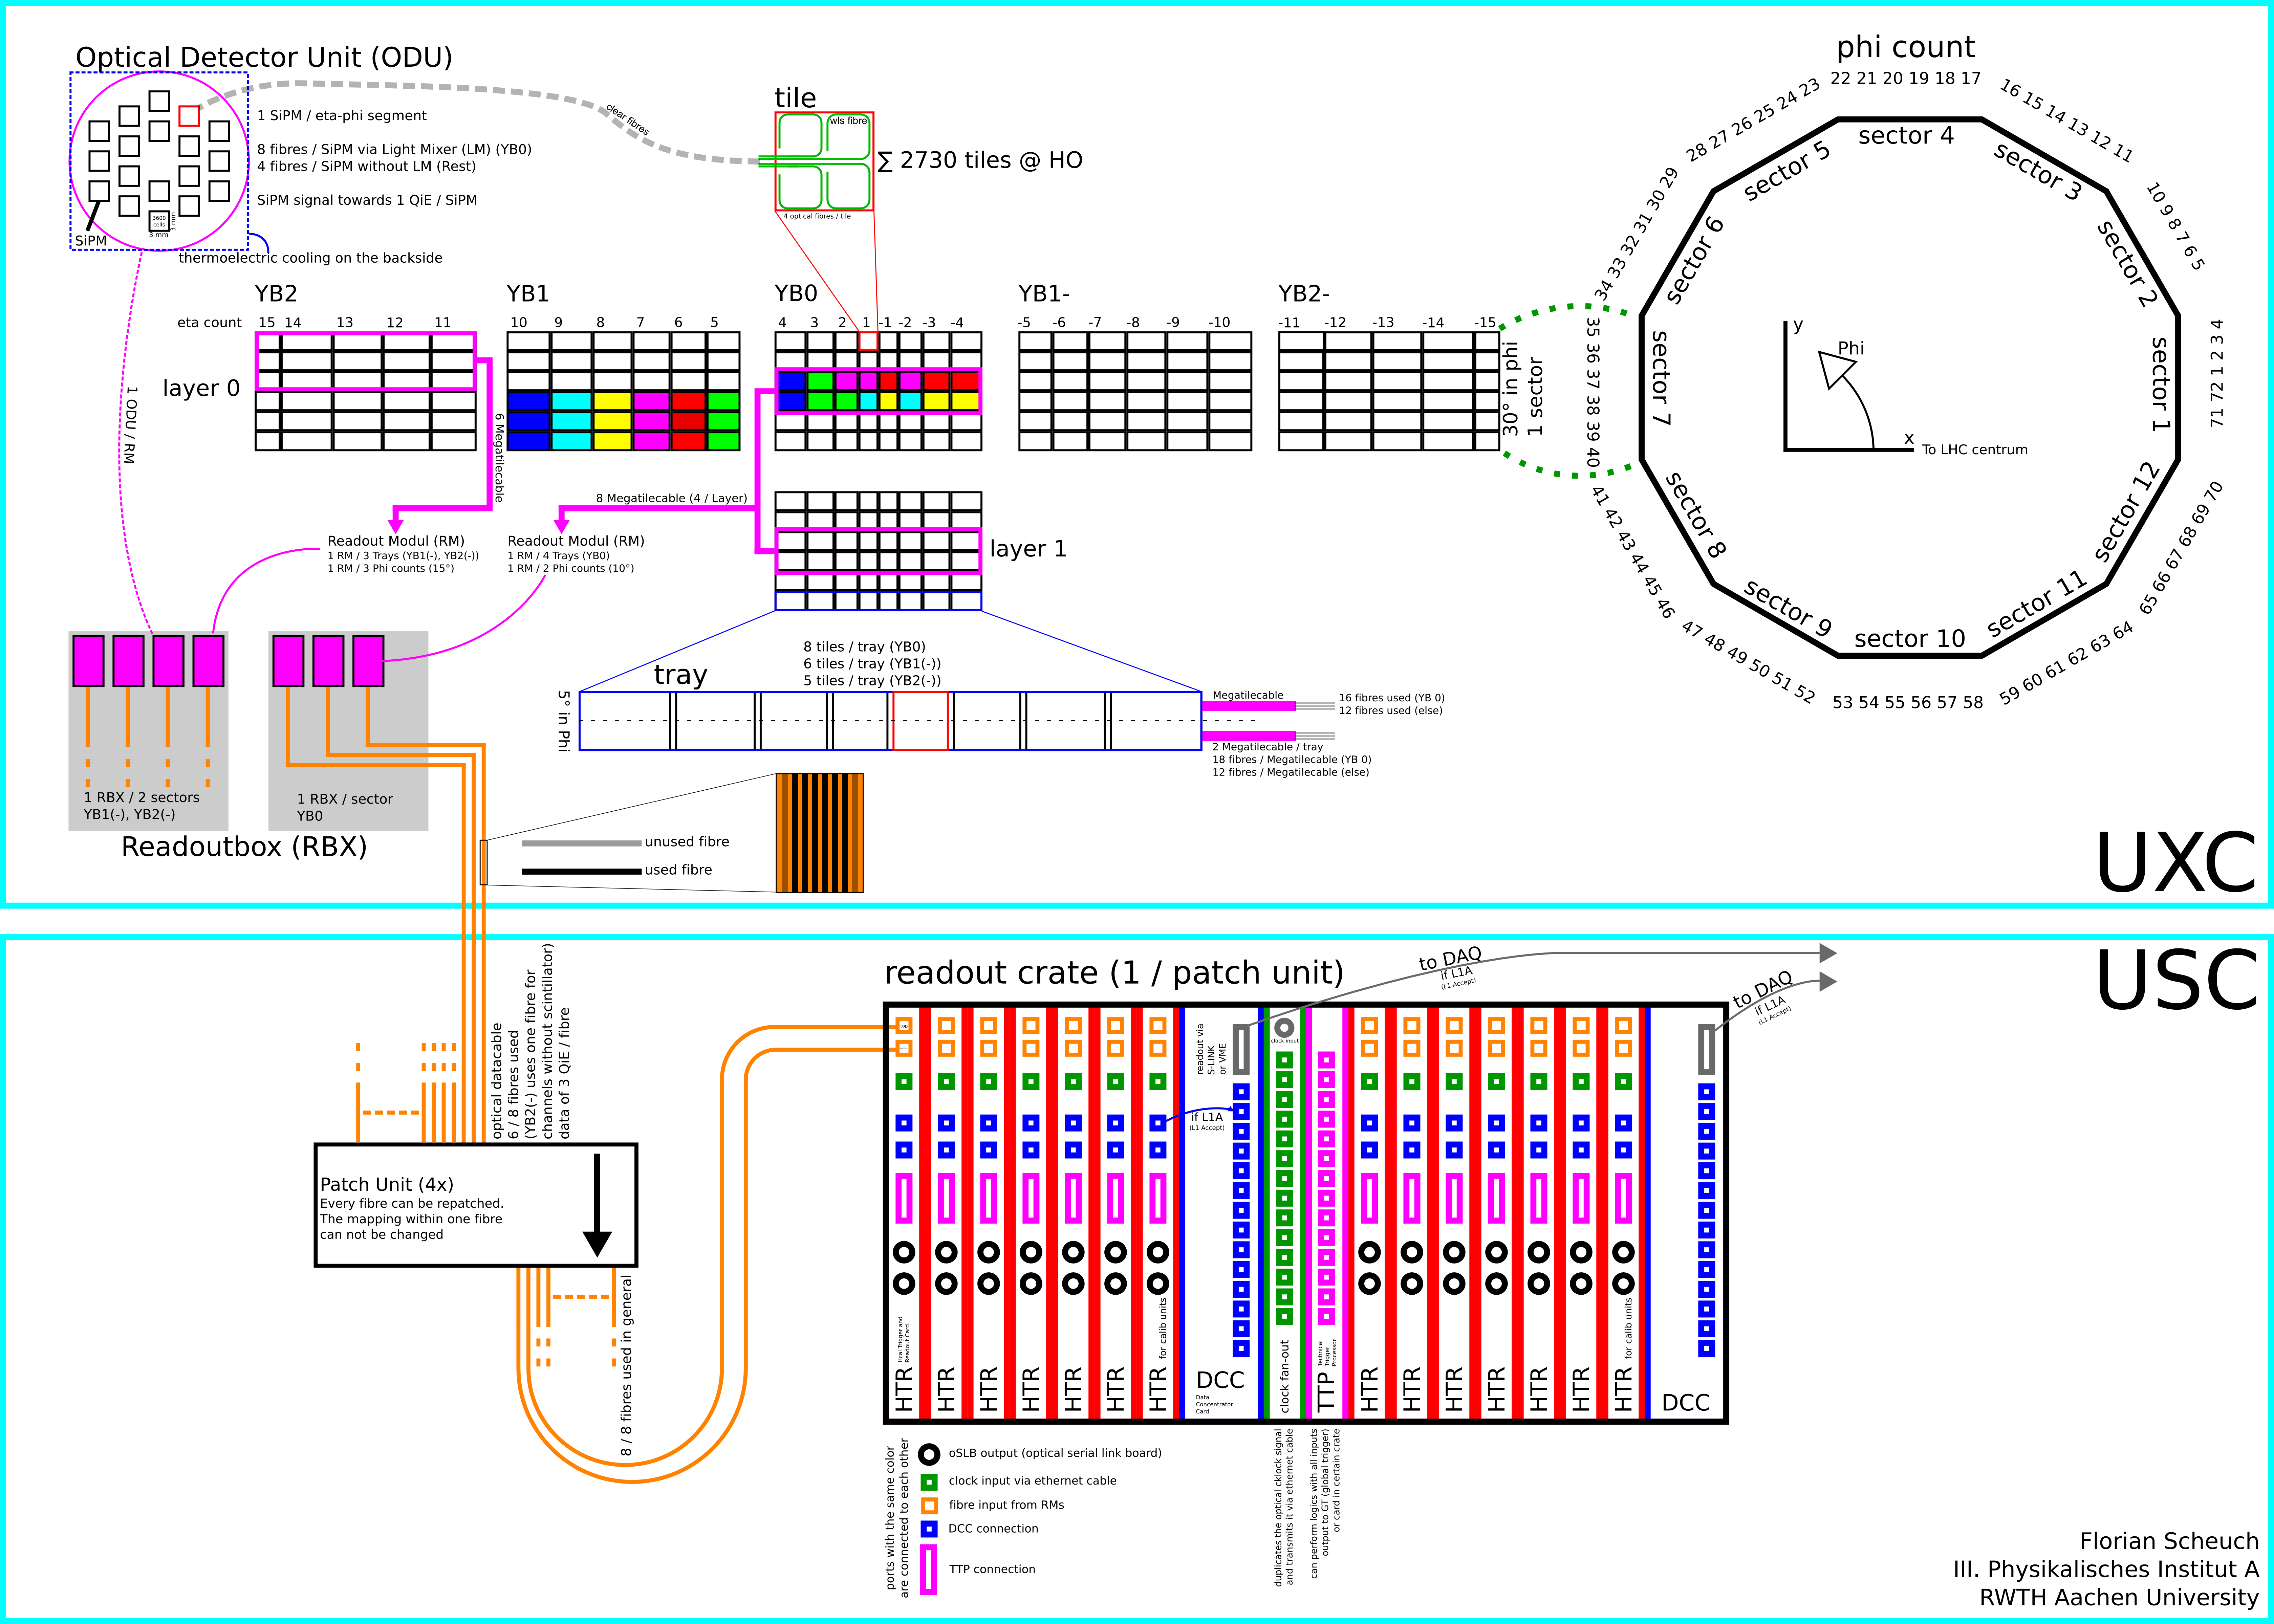 Optical Detector Unit (ODU)
1 SiPM / eta-phi segment
8 fibres / SiPM via Light Mixer (LM) (YB0)
4 fibres / SiPM without LM (Rest)
SiPM signal towards 1 QiE / SiPM
3600
cells
3 mm
3 mm
SiPM
thermoelectric cooling on the backside
clear fibres
tile
wls fibre
4 optical fibres / tile
∑ 2730 tiles @ HO
phi count
22 21 20 19 18 17
16 15 14 13 12 11
10 9 8 7 6 5
71 72 1 2 3 4
65 66 67 68 69 70
59 60 61 62 63 64
53 54 55 56 57 58
47 48 49 50 51 52
41 42 43 44 45 46
35 36 37 38 39 40
34 33 32 31 30 29
28 27 26 25 24 23
sector 4
sector 3
sector 2
sector 1
sector 12
sector 11
sector 10
sector 9
sector 8
sector 7
sector 6
sector 5
y
Phi
x
To LHC centrum
YB2
YB1
YB0
YB1-
YB2-
eta count
15 14 13 12 11
10 9 8 7 6 5
4 3 2 1 -1 -2 -3 -4
-5 -6 -7 -8 -9 -10
-11 -12 -13 -14 -15
layer 0
30° in phi
1 sector
1 ODU / RM
6 Megatilecable
8 Megatilecable (4 / Layer)
Readout Modul (RM)
1 RM / 3 Trays (YB1(-), YB2(-))
1 RM / 3 Phi counts (15°)
Readout Modul (RM)
1 RM / 4 Trays (YB0)
1 RM / 2 Phi counts (10°)
layer 1
8 tiles / tray (YB0)
6 tiles / tray (YB1(-))
5 tiles / tray (YB2(-))
tray
5° in Phi
Megatilecable
16 fibres used (YB 0)
12 fibres used (else)
2 Megatilecable / tray
18 fibres / Megatilecable (YB 0)
12 fibres / Megatilecable (else)
1 RBX / 2 sectors
YB1(-), YB2(-)
1 RBX / sector
YB0
Readoutbox (RBX)
unused fibre
used fibre
UXC
USC
optical datacable
6 / 8 fibres used
(YB2(-) uses one fibre for
channels without scintillator)
data of 3 QiE / fibre
Patch Unit (4x)
Every fibre can be repatched.
The mapping within one fibre
can not be changed
8 / 8 fibres used in general
readout crate (1 / patch unit)
to DAQ
if L1A
(L1 Accept)
to DAQ
if L1A
(L1 Accept)
top
readout via
S-LINK
or VME
clock input
if L1A
(L1 Accept)
HTR
Hcal Trigger and
Readout Card
HTR
HTR
HTR
HTR
HTR
HTR
for calib units
DCC
Data
Concentrator
Card
clock fan-out
TTP
Technical
Trigger
Processor
HTR
HTR
HTR
HTR
HTR
HTR
HTR
for calib units
DCC
ports with the same color
are connected to each other
oSLB output (optical serial link board)
clock input via ethernet cable
fibre input from RMs
DCC connection
TTP connection
duplicates the optical cklock signal
and transmits it via ethernet cable
can perform logics with all inputs
output to GT (global trigger)
or card in certain crate
Florian Scheuch
III. Physikalisches Institut A
RWTH Aachen University